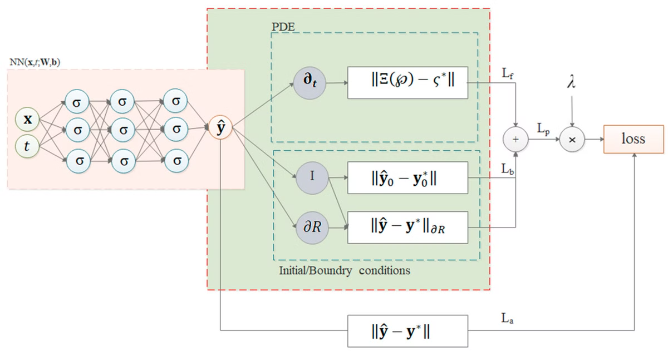 PDE
NN(x,t;W,b)
σ σ σ
∂t ‖Ξ(℘) − ς*‖ Lf λ
x σ σ σ ŷ + Lp × loss
t σ σ σ
I ‖ŷ0 − y0*‖ Lb
∂R ‖ŷ − y*‖∂R
Initial/Boundry conditions
‖ŷ − y*‖ La